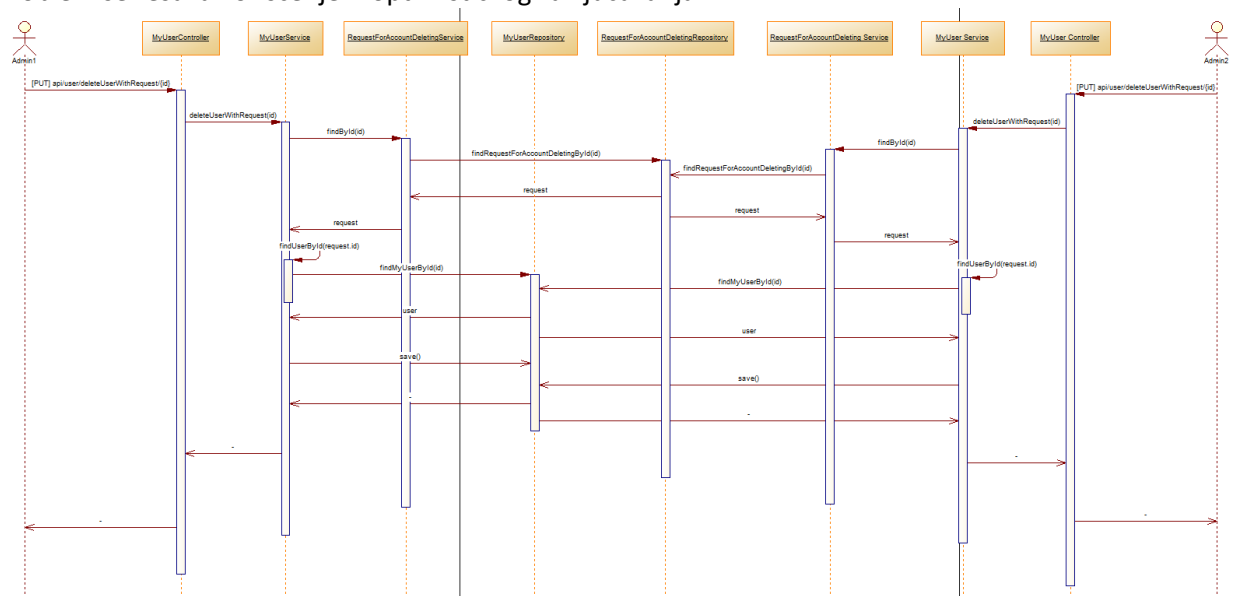 MyUserController
MyUserService
RequestForAccountDeletingService
MyUserRepository
RequestForAccountDeletingRepository
RequestForAccountDeleting Service
MyUser Service
MyUser Controller
Admin1
Admin2
[PUT] api/user/deleteUserWithRequest/{id}
[PUT] api/user/deleteUserWithRequest/{id}
deleteUserWithRequest(id)
deleteUserWithRequest(id)
findById(id)
findById(id)
findRequestForAccountDeletingById(id)
findRequestForAccountDeletingById(id)
request
request
request
request
findUserById(request.id)
findUserById(request.id)
findMyUserById(id)
findMyUserById(id)
user
user
save()
save()
-
-
-
-
-
-